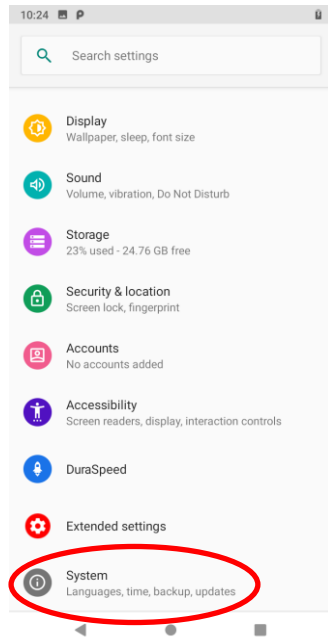 10:24
Search settings
Display
Wallpaper, sleep, font size
Sound
Volume, vibration, Do Not Disturb
Storage
23% used - 24.76 GB free
Security & location
Screen lock, fingerprint
Accounts
No accounts added
Accessibility
Screen readers, display, interaction controls
DuraSpeed
Extended settings
System
Languages, time, backup, updates